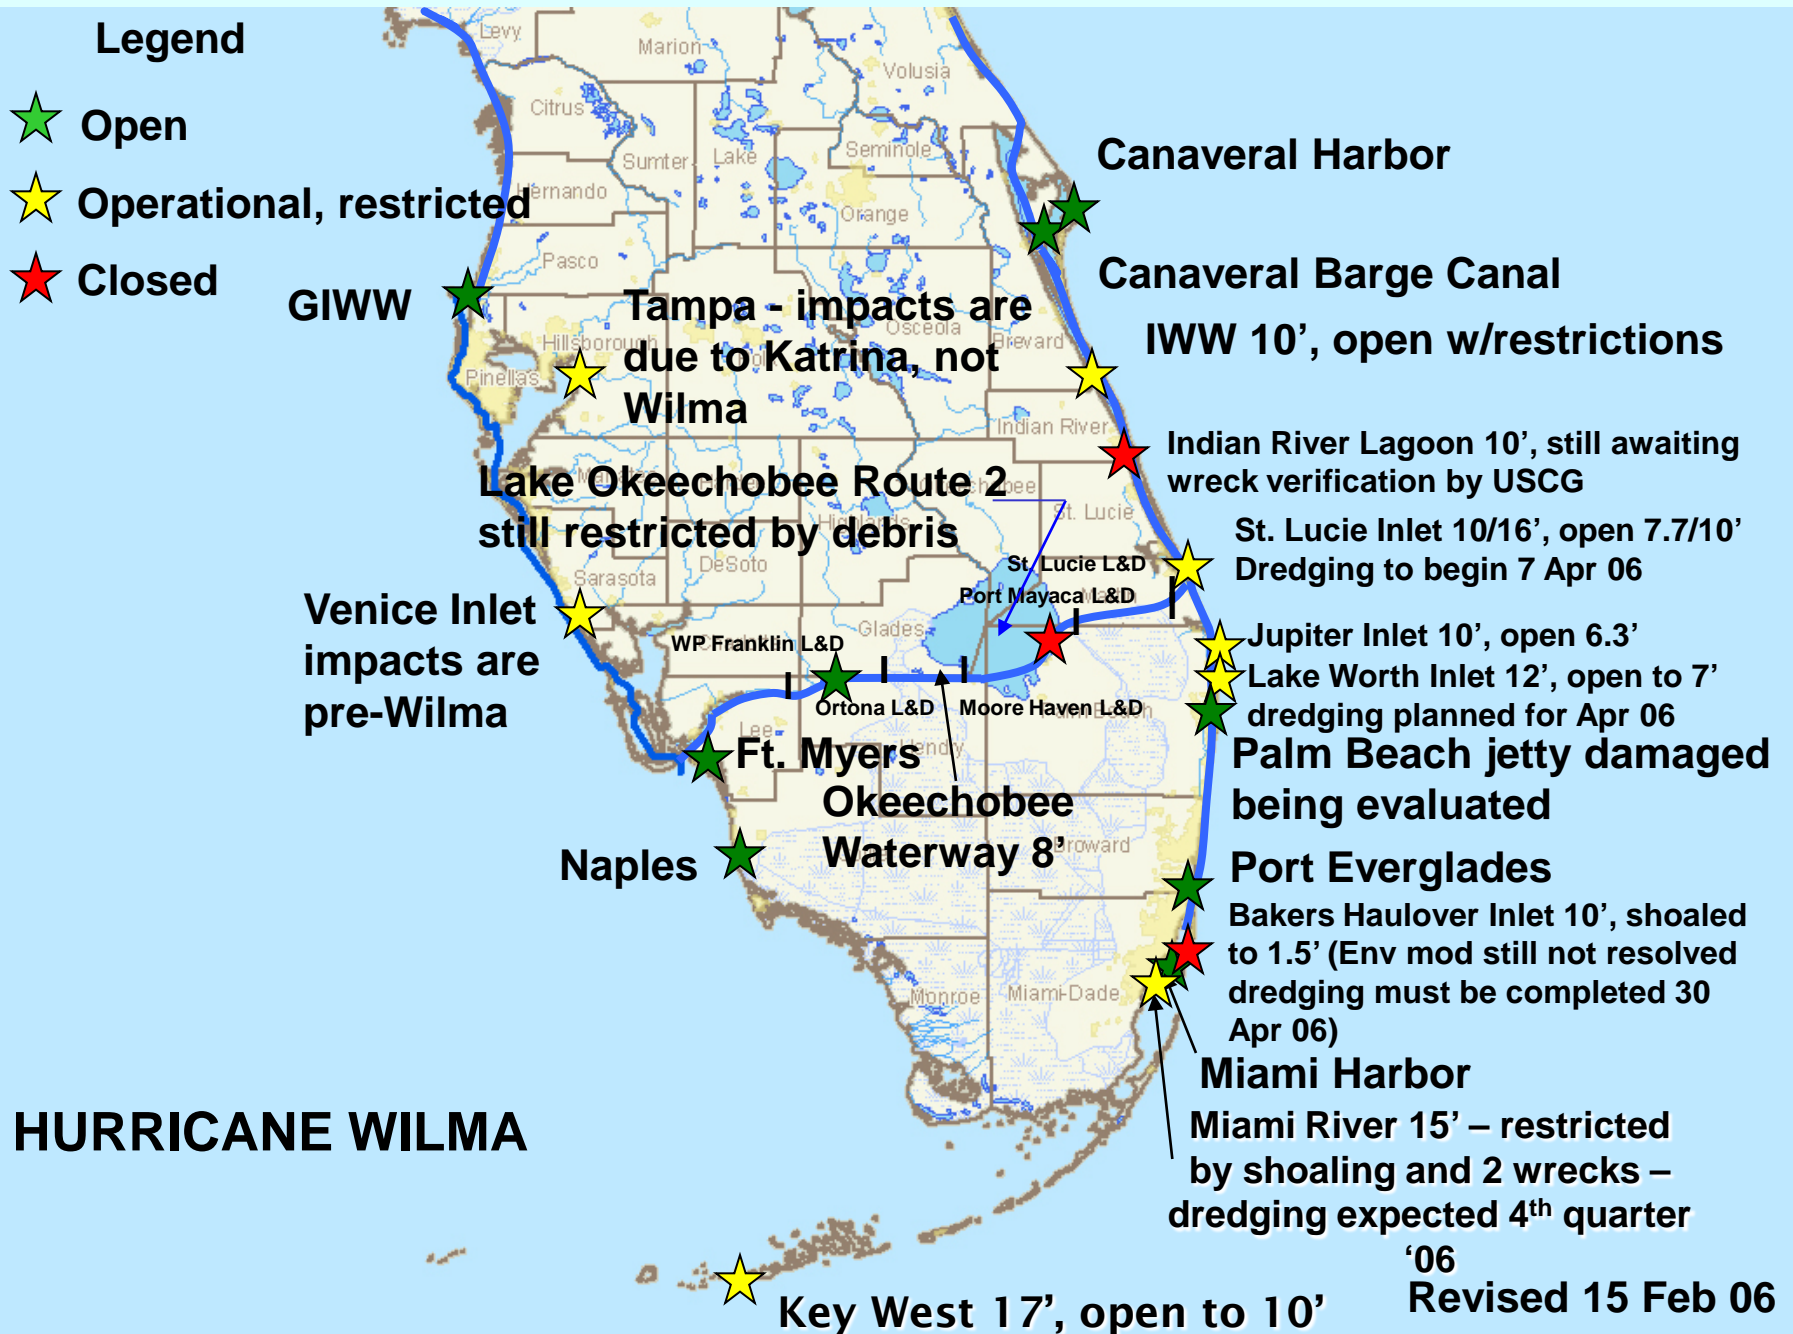 Legend
Open
Operational, restricted
Closed
Levy
Marion
Volusia
Citrus
Sumter
Lake
Seminole
Hernando
Orange
Pasco
Canaveral Harbor
Canaveral Barge Canal
GIWW
Tampa - impacts are
due to Katrina, not
Wilma
Osceola
Brevard
IWW 10’, open w/restrictions
Hillsborough
Pinellas
Indian River
Indian River Lagoon 10’, still awaiting
wreck verification by USCG
Lake Okeechobee Route 2
still restricted by debris
Highlands
St. Lucie
St. Lucie Inlet 10/16’, open 7.7/10’
Dredging to begin 7 Apr 06
DeSoto
Sarasota
St. Lucie L&D
Port Mayaca L&D
Venice Inlet
impacts are
pre-Wilma
Glades
WP Franklin L&D
Jupiter Inlet 10’, open 6.3’
Lake Worth Inlet 12’, open to 7’
dredging planned for Apr 06
Ortona L&D
Moore Haven L&D
Palm Beach
Lee
Hendry
Ft. Myers
Palm Beach jetty damaged
being evaluated
Okeechobee
Waterway 8’
Broward
Naples
Port Everglades
Bakers Haulover Inlet 10’, shoaled
to 1.5’ (Env mod still not resolved
dredging must be completed 30
Apr 06)
Monroe
Miami-Dade
Miami Harbor
HURRICANE WILMA
Miami River 15’ – restricted
by shoaling and 2 wrecks –
dredging expected 4th quarter
‘06
Key West 17’, open to 10’
Revised 15 Feb 06